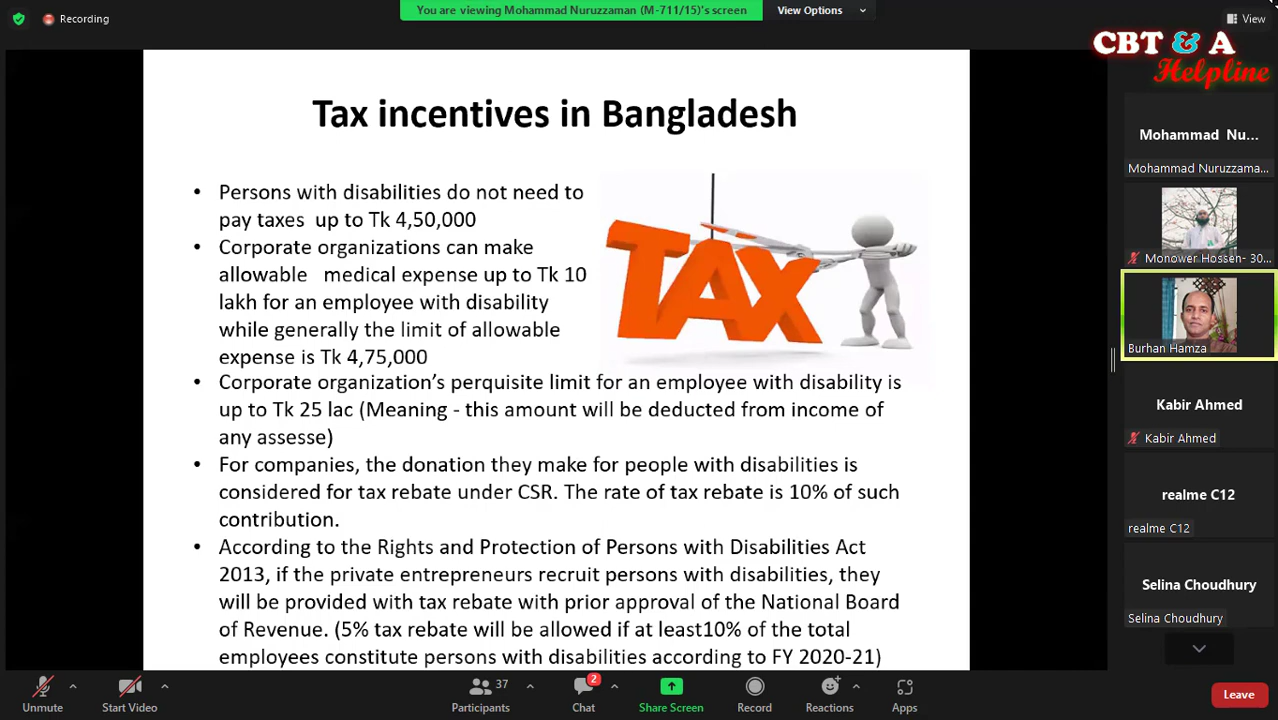 Recording
You are viewing Mohammad Nuruzzaman (M-711/15)'s screen
View Options
View
CBT & A
Helpline
Tax incentives in Bangladesh
• Persons with disabilities do not need to
pay taxes up to Tk 4,50,000
• Corporate organizations can make
allowable medical expense up to Tk 10
lakh for an employee with disability
while generally the limit of allowable
expense is Tk 4,75,000
TAX
• Corporate organization's perquisite limit for an employee with disability is
up to Tk 25 lac (Meaning - this amount will be deducted from income of
any assesse)
• For companies, the donation they make for people with disabilities is
considered for tax rebate under CSR. The rate of tax rebate is 10% of such
contribution.
• According to the Rights and Protection of Persons with Disabilities Act
2013, if the private entrepreneurs recruit persons with disabilities, they
will be provided with tax rebate with prior approval of the National Board
of Revenue. (5% tax rebate will be allowed if at least10% of the total
employees constitute persons with disabilities according to FY 2020-21)
Mohammad Nu...
Mohammad Nuruzzama...
Monower Hossen- 30...
Burhan Hamza
Kabir Ahmed
Kabir Ahmed
realme C12
realme C12
Selina Choudhury
Selina Choudhury
Unmute
Start Video
37
Participants
2
Chat
Share Screen
Record
Reactions
Apps
Leave